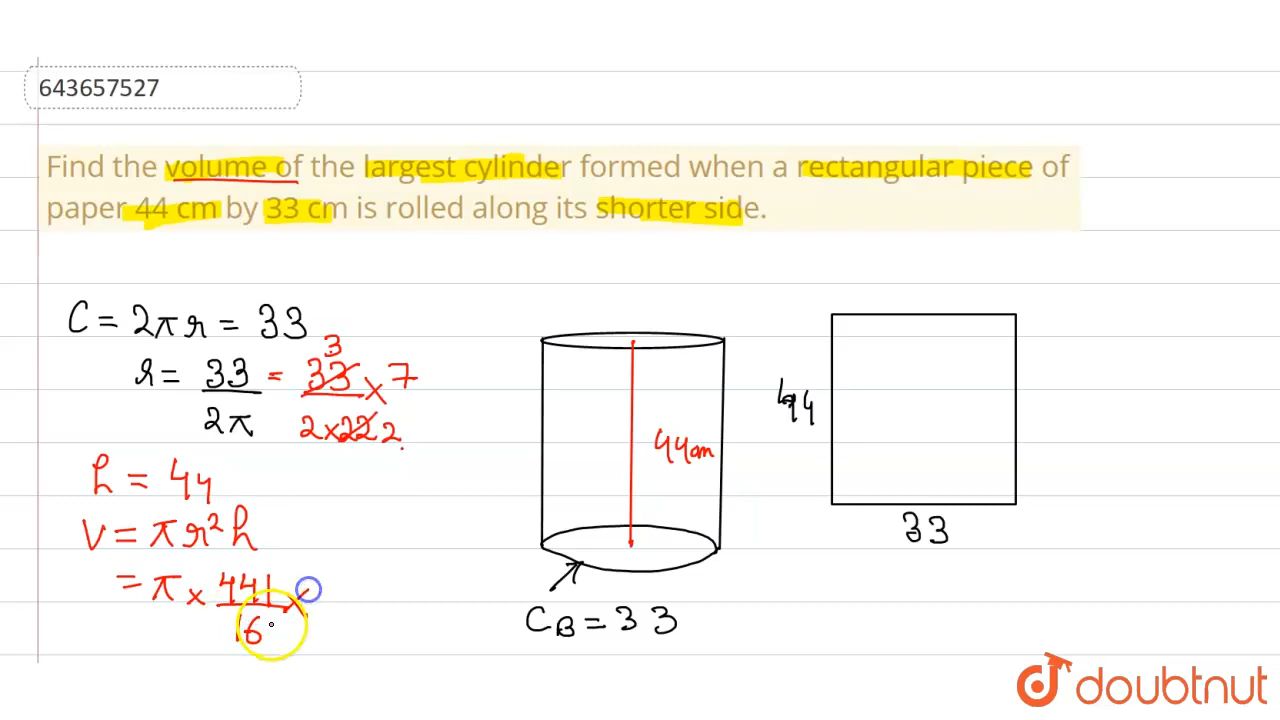 643657527
Find the volume of the largest cylinder formed when a rectangular piece of
paper 44 cm by 33 cm is rolled along its shorter side.
C = 2πr = 33
r = 33/2π = 33 3 × 7 / 2×22 2
h = 44
V = πr²h
= π × 441/16 ×
44cm
C_B = 33
44
33
doubtnut